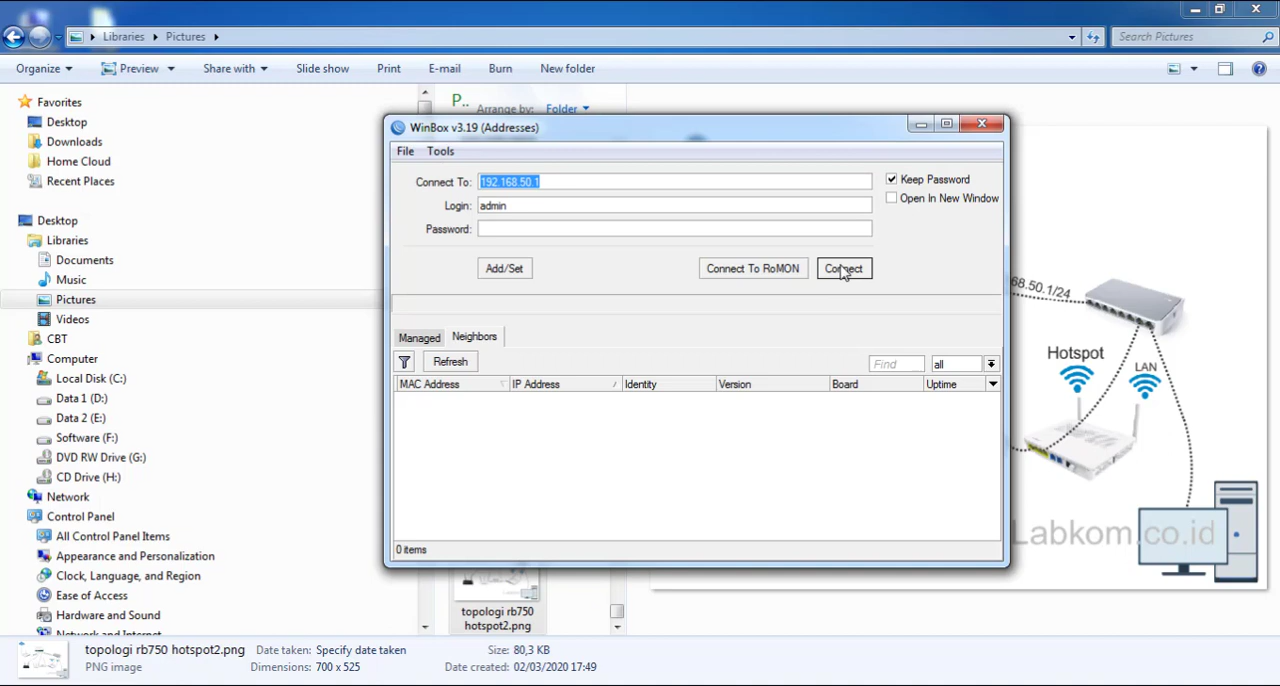 Libraries Pictures
Search Pictures
Organize Preview Share with Slide show Print E-mail Burn New folder
Favorites
Desktop
Downloads
Home Cloud
Recent Places
Desktop
Libraries
Documents
Music
Pictures
Videos
CBT
Computer
Local Disk (C:)
Data 1 (D:)
Data 2 (E:)
Software (F:)
DVD RW Drive (G:)
CD Drive (H:)
Network
Control Panel
All Control Panel Items
Appearance and Personalization
Clock, Language, and Region
Ease of Access
Hardware and Sound
Network and Internet
P..
Arrange by: Folder
WinBox v3.19 (Addresses)
File Tools
Connect To: 192.168.50.1
Keep Password
Login: admin
Open In New Window
Password:
Add/Set Connect To RoMON Connect
Managed Neighbors
Refresh Find all
MAC Address IP Address Identity Version Board Uptime
0 items
68.50.1/24
Hotspot
LAN
Labkom.co.id
topologi rb750
hotspot2.png
topologi rb750 hotspot2.png Date taken: Specify date taken Size: 80,3 KB
PNG image Dimensions: 700 x 525 Date created: 02/03/2020 17:49